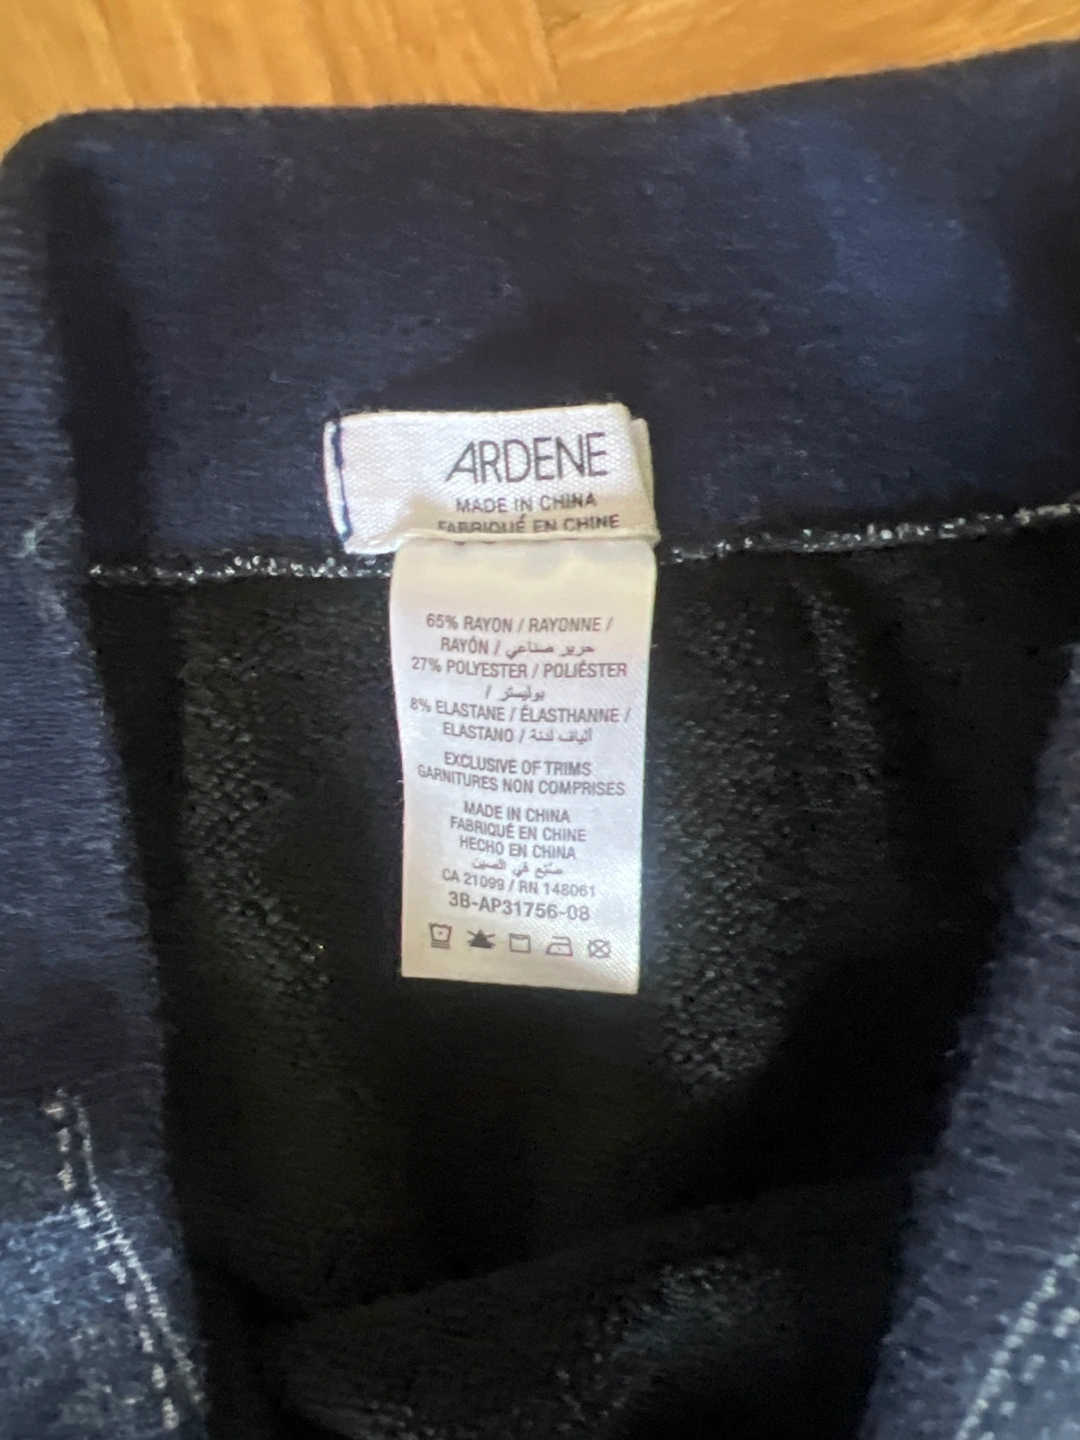 ARDENE
MADE IN CHINA
FABRIQUÉ EN CHINE
65% RAYON / RAYONNE /
RAYÓN / حرير صناعي
27% POLYESTER / POLIÉSTER
/ بوليستر
8% ELASTANE / ÉLASTHANNE /
ELASTANO / ألياف لدنة
EXCLUSIVE OF TRIMS
GARNITURES NON COMPRISES
MADE IN CHINA
FABRIQUÉ EN CHINE
HECHO EN CHINA
صنع في الصين
CA 21099 / RN 148061
3B-AP31756-08